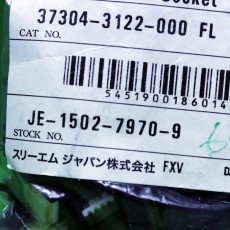 37304-3122-000 FL
CAT NO.
5451900186014
JE-1502-7970-9
STOCK NO.
スリーエム ジャパン株式会社 FXV